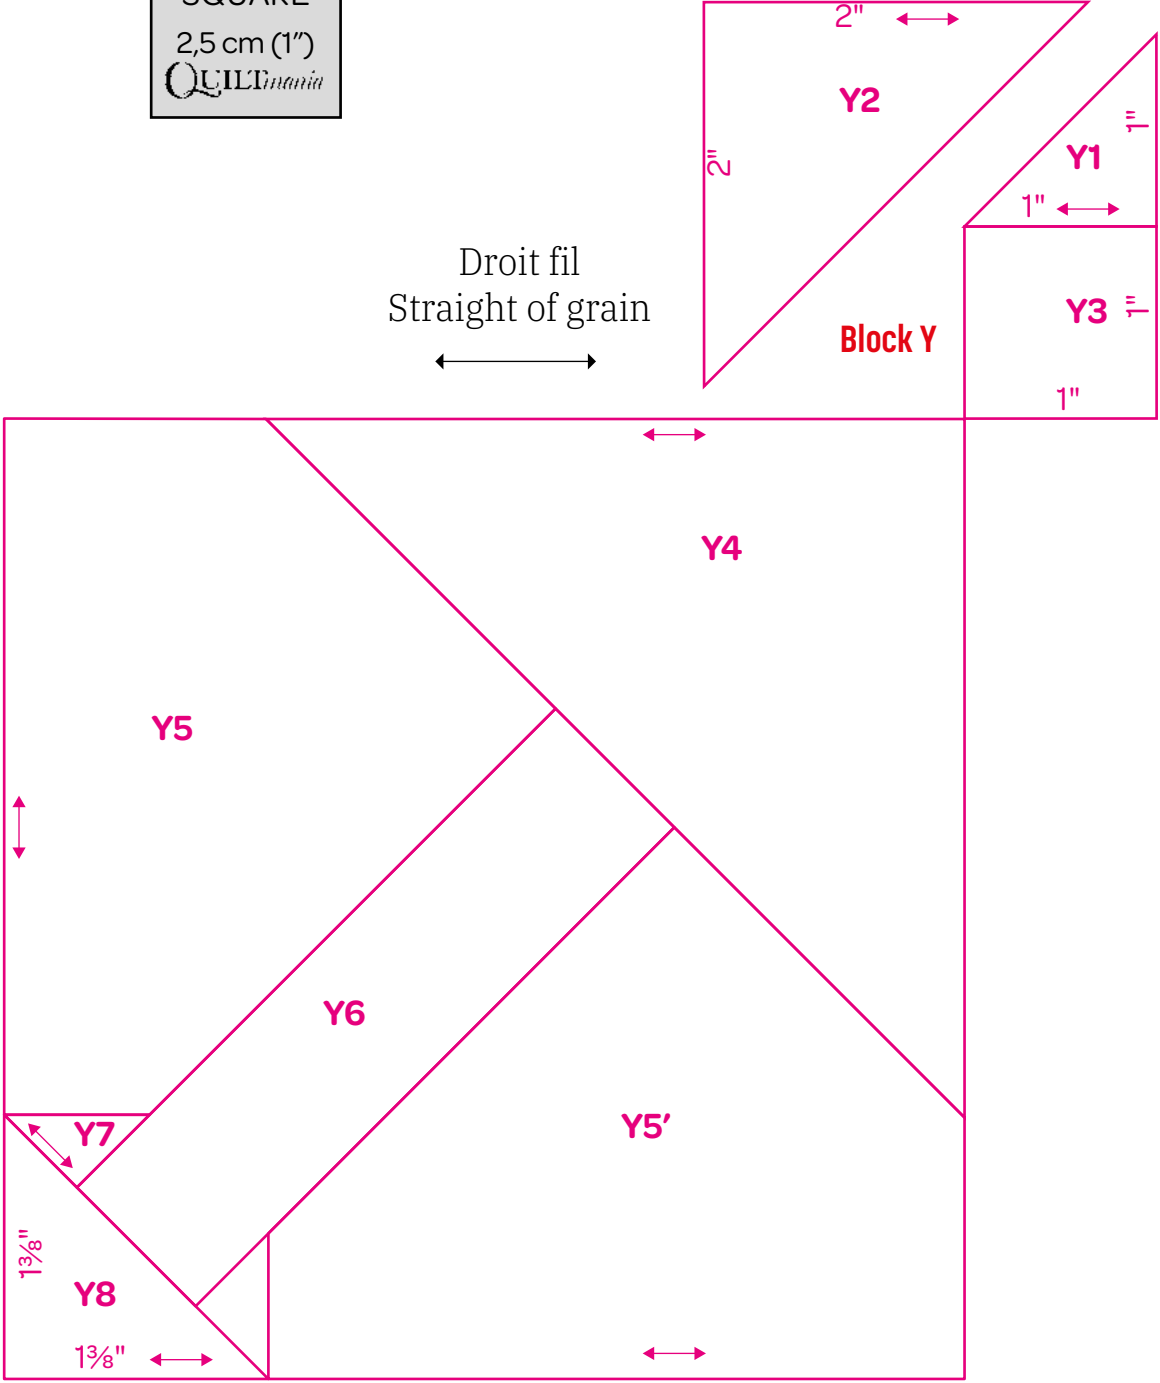 SQUARE
2,5 cm (1")
QUILTmania
2"
Y2
2"
1"
Y1
1"
Droit fil
Straight of grain
Block Y
Y3
1"
1"
Y4
Y5
Y6
Y7
Y5'
1⅜"
Y8
1⅜"